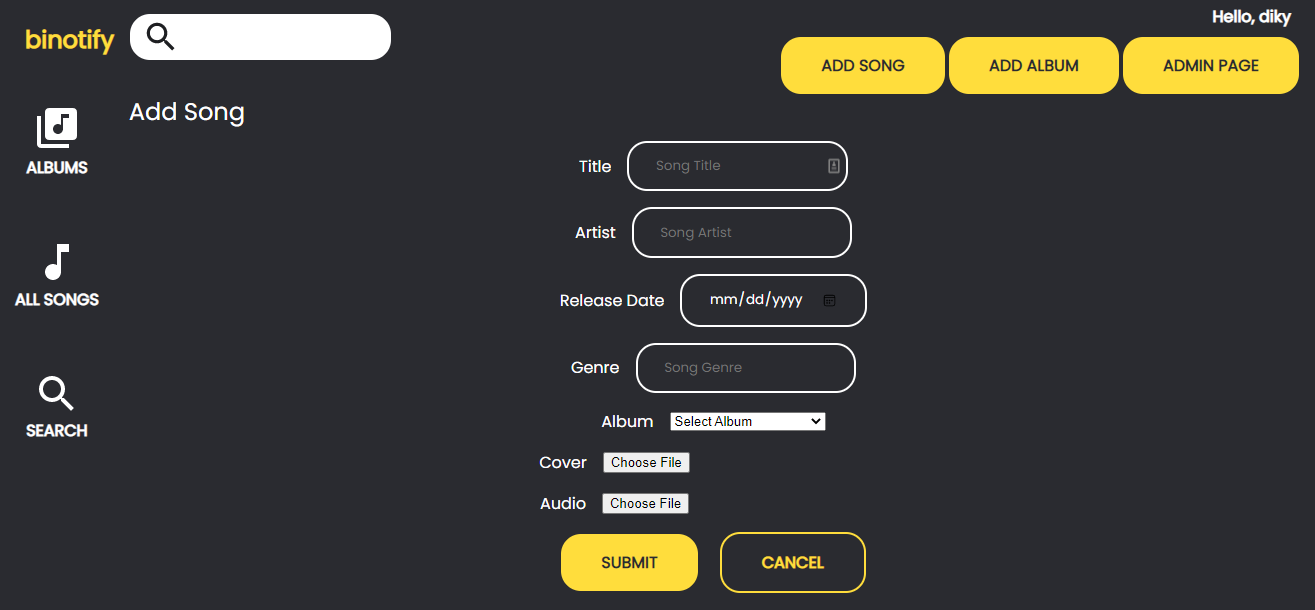 Hello, diky
binotify
ADD SONG ADD ALBUM ADMIN PAGE
Add Song
ALBUMS
ALL SONGS
SEARCH
Title Song Title
Artist Song Artist
Release Date mm/dd/yyyy
Genre Song Genre
Album Select Album
Cover Choose File
Audio Choose File
SUBMIT CANCEL